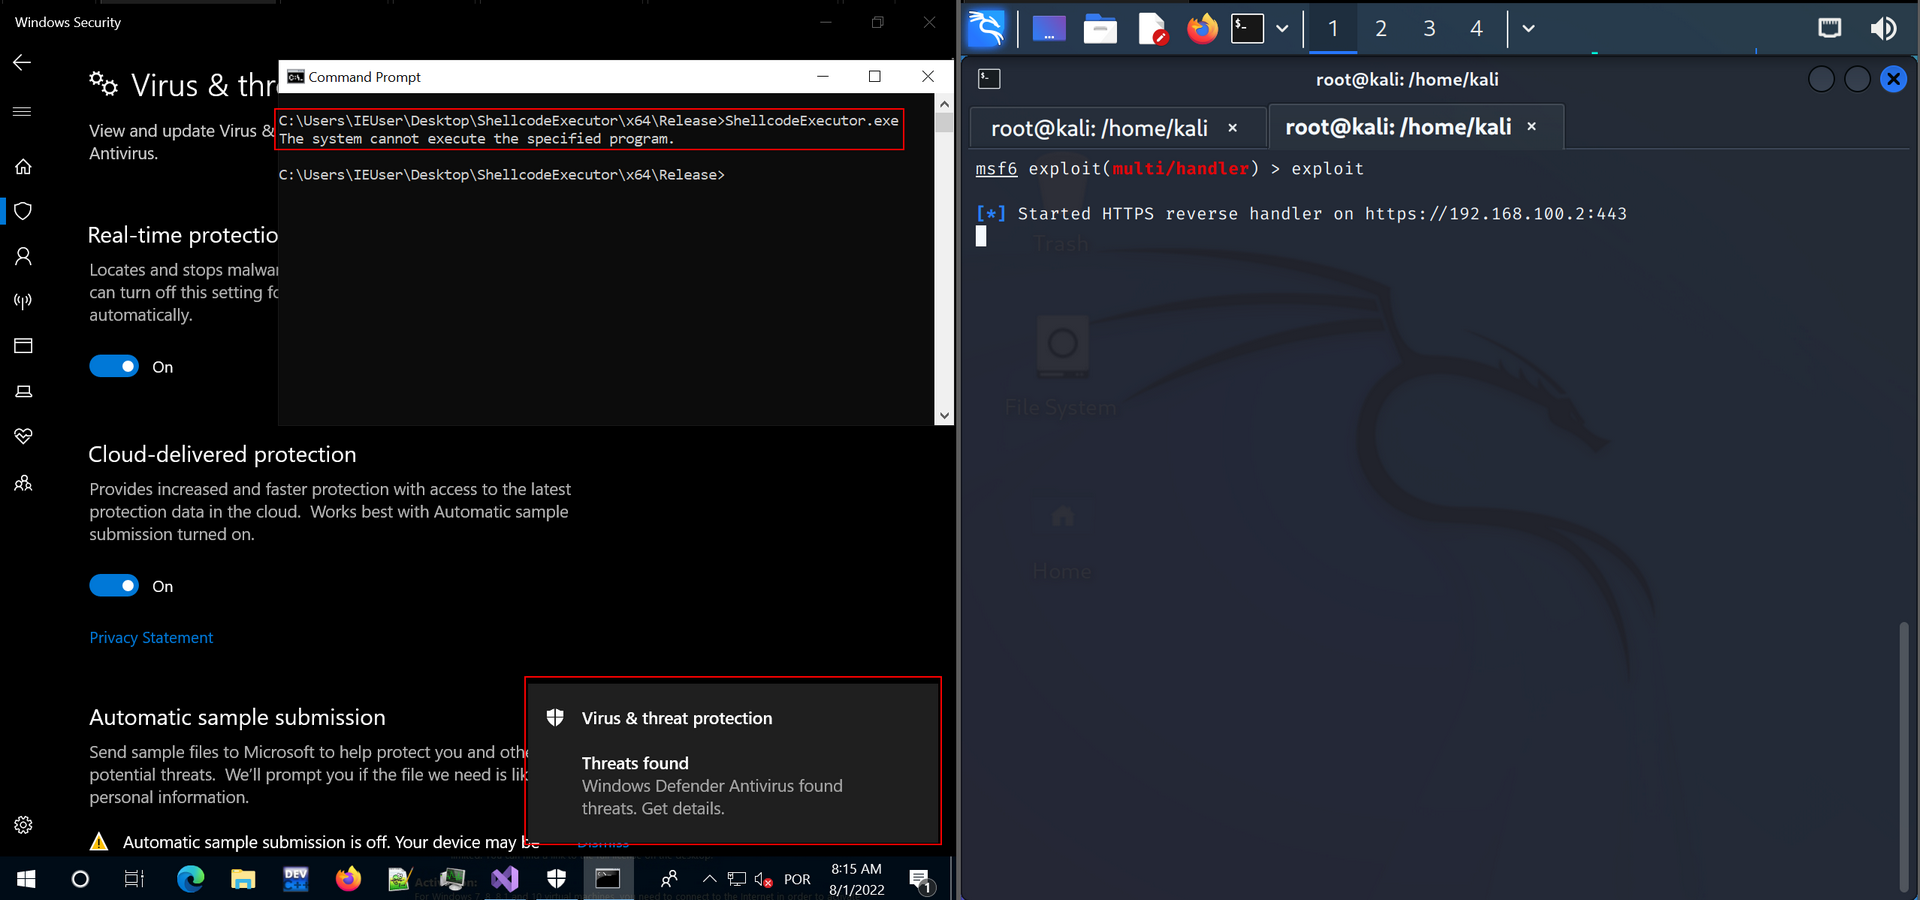 Windows Security
Virus & thr
View and update Virus &
Antivirus.
Command Prompt
C:\Users\IEUser\Desktop\ShellcodeExecutor\x64\Release>ShellcodeExecutor.exe
The system cannot execute the specified program.
C:\Users\IEUser\Desktop\ShellcodeExecutor\x64\Release>
Real-time protectio
Locates and stops malwar
can turn off this setting fo
automatically.
On
Cloud-delivered protection
Provides increased and faster protection with access to the latest
protection data in the cloud.  Works best with Automatic sample
submission turned on.
On
Privacy Statement
Automatic sample submission
Send sample files to Microsoft to help protect you and othe
potential threats.  We'll prompt you if the file we need is lik
personal information.
Automatic sample submission is off. Your device may be
Dismiss
Virus & threat protection
Threats found
Windows Defender Antivirus found
threats. Get details.
DEV
C++
POR
8:15 AM
8/1/2022
1
1 2 3 4
root@kali: /home/kali
root@kali: /home/kali ×
root@kali: /home/kali ×
msf6 exploit(multi/handler) > exploit
[*] Started HTTPS reverse handler on https://192.168.100.2:443
Trash
File System
Home